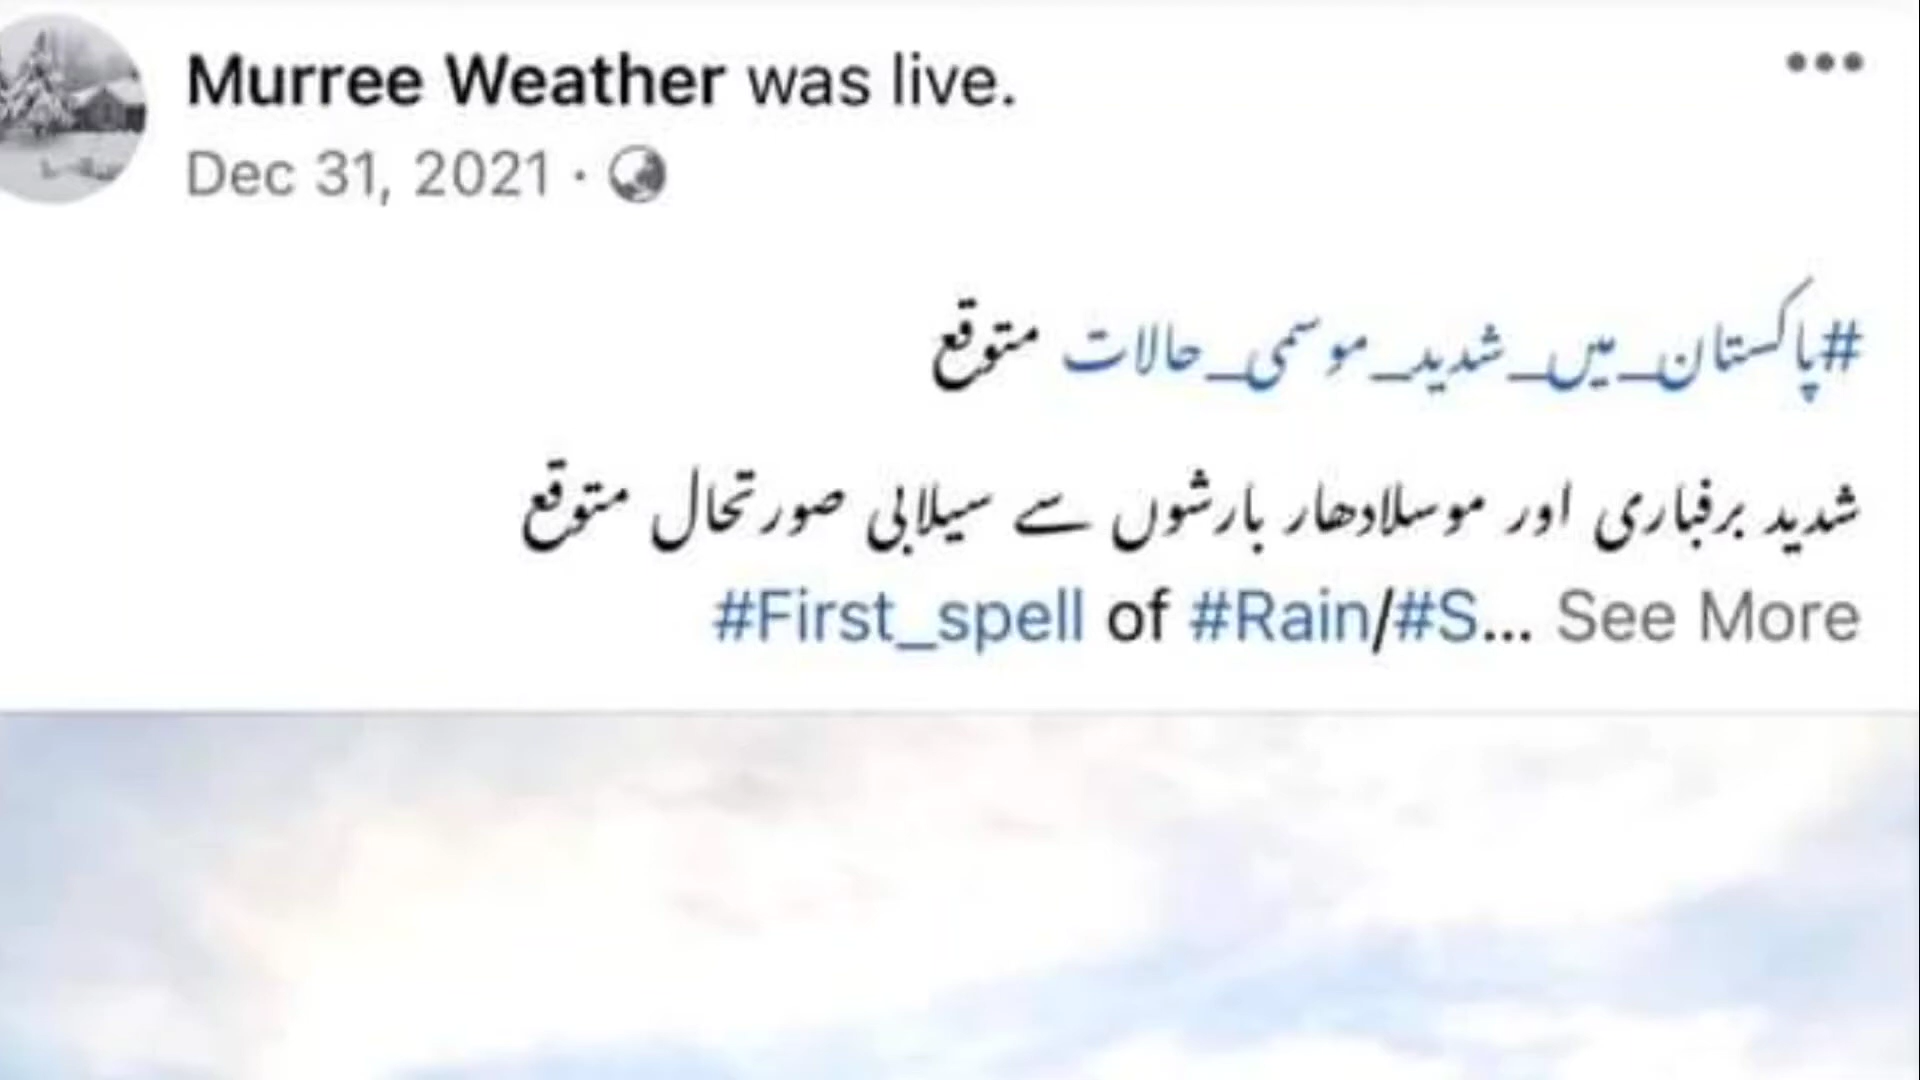 Murree Weather was live.
Dec 31, 2021 ·
#پاکستان_میں_شدید_موسمی_حالات متوقع
شدید برفباری اور موسلادھار بارشوں سے سیلابی صورتحال متوقع
#First_spell of #Rain/#S... See More